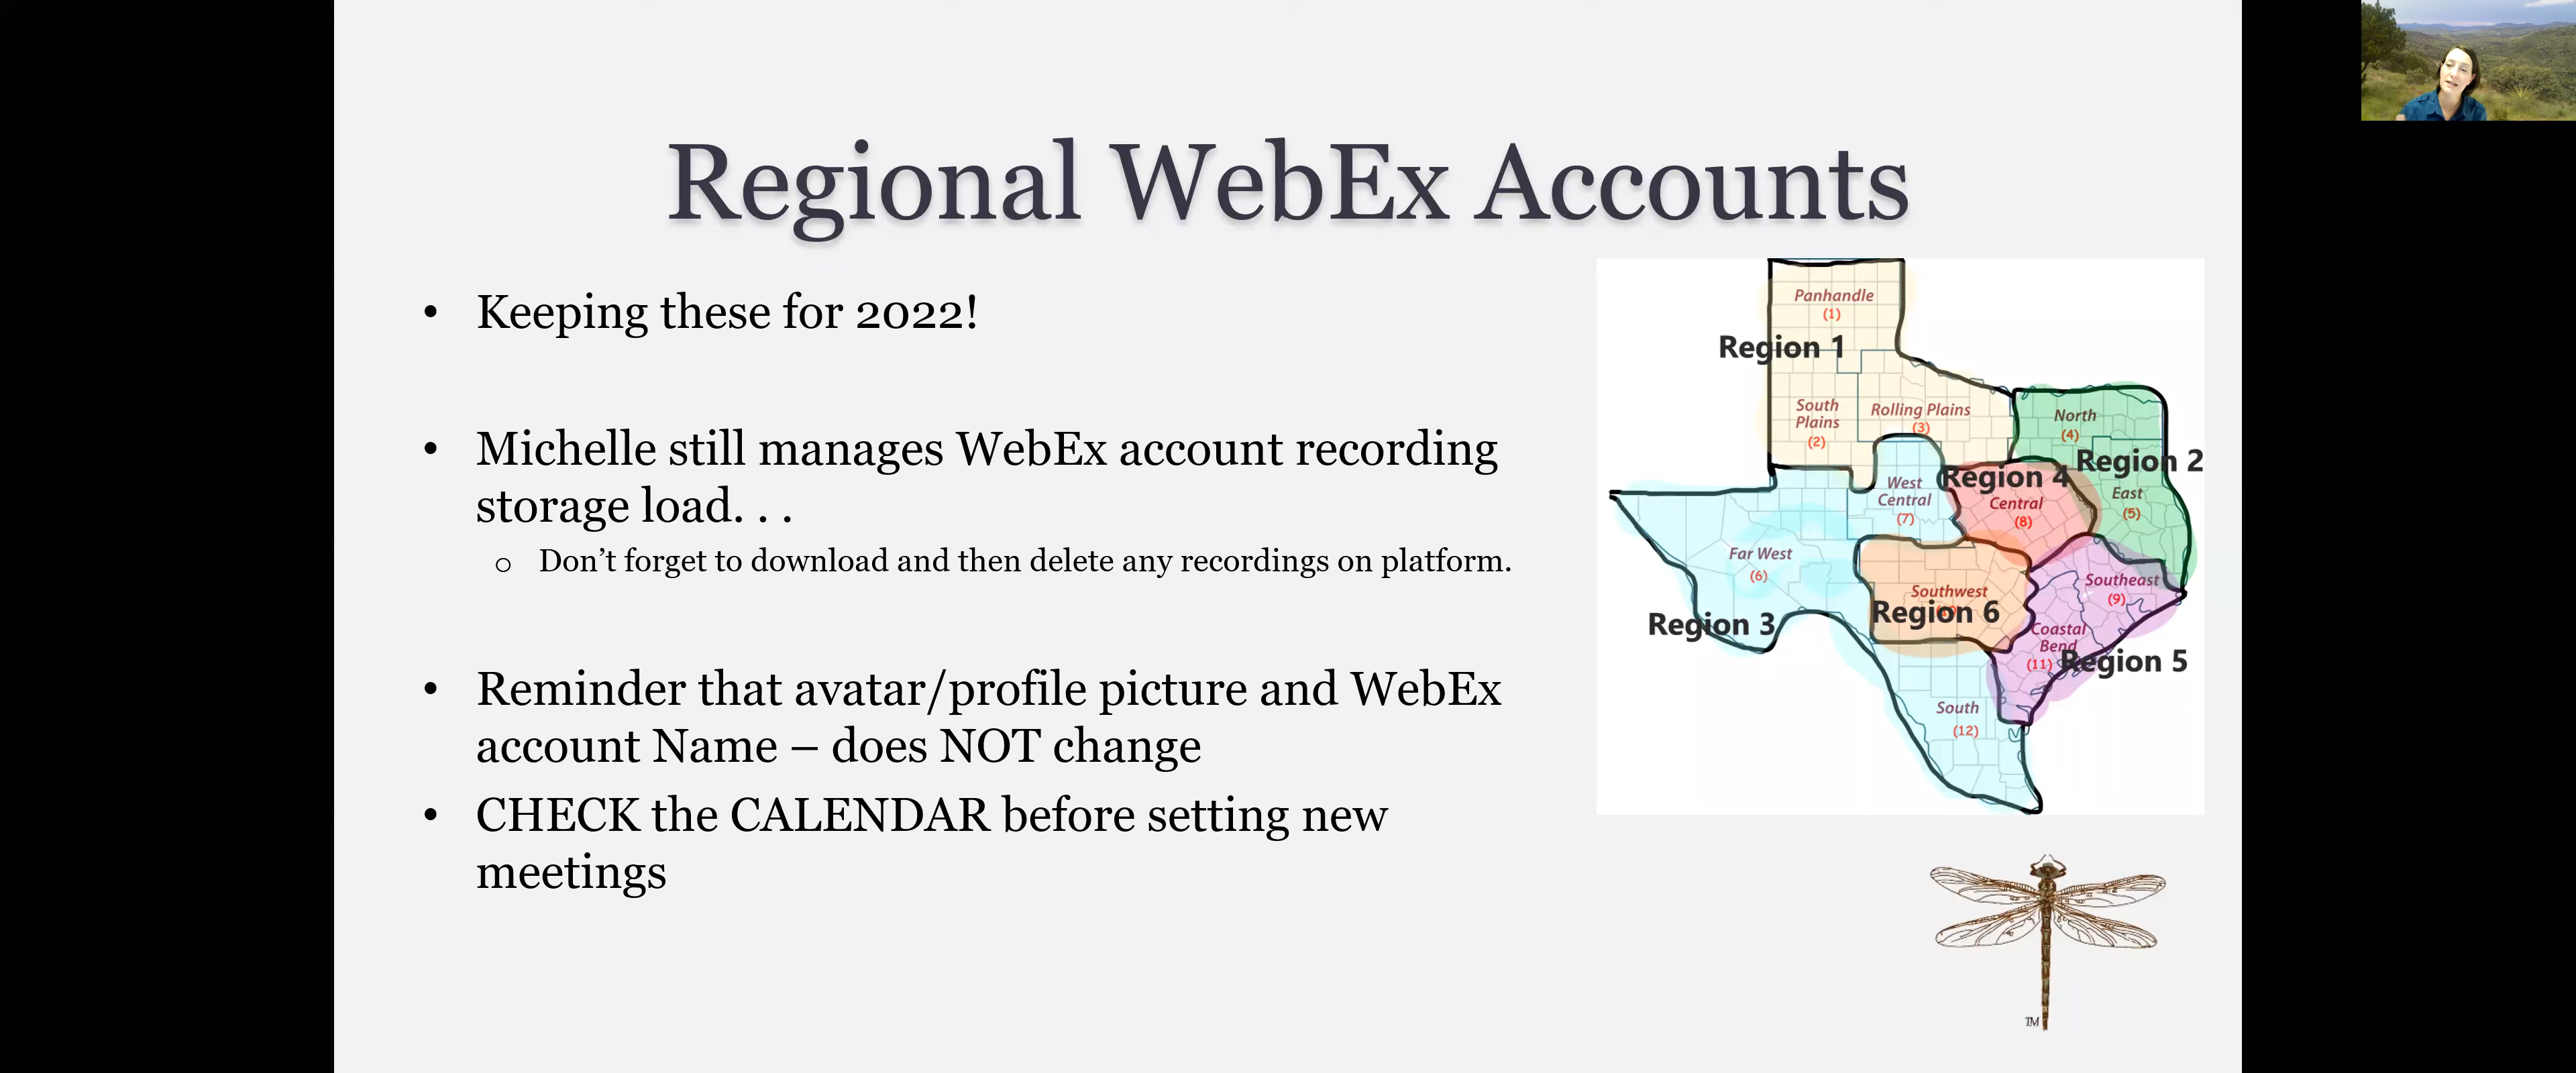 Regional WebEx Accounts
• Keeping these for 2022!
• Michelle still manages WebEx account recording
storage load. . .
o Don’t forget to download and then delete any recordings on platform.
• Reminder that avatar/profile picture and WebEx
account Name – does NOT change
• CHECK the CALENDAR before setting new
meetings
Panhandle
(1)
Region 1
South
Plains
(2)
Rolling Plains
(3)
North
(4)
Region 2
East
(5)
Region 4
Central
(8)
West
Central
(7)
Far West
(6)
Region 3
Southwest
Region 6
Southeast
(9)
Coastal
Bend
(11)
Region 5
South
(12)
TM